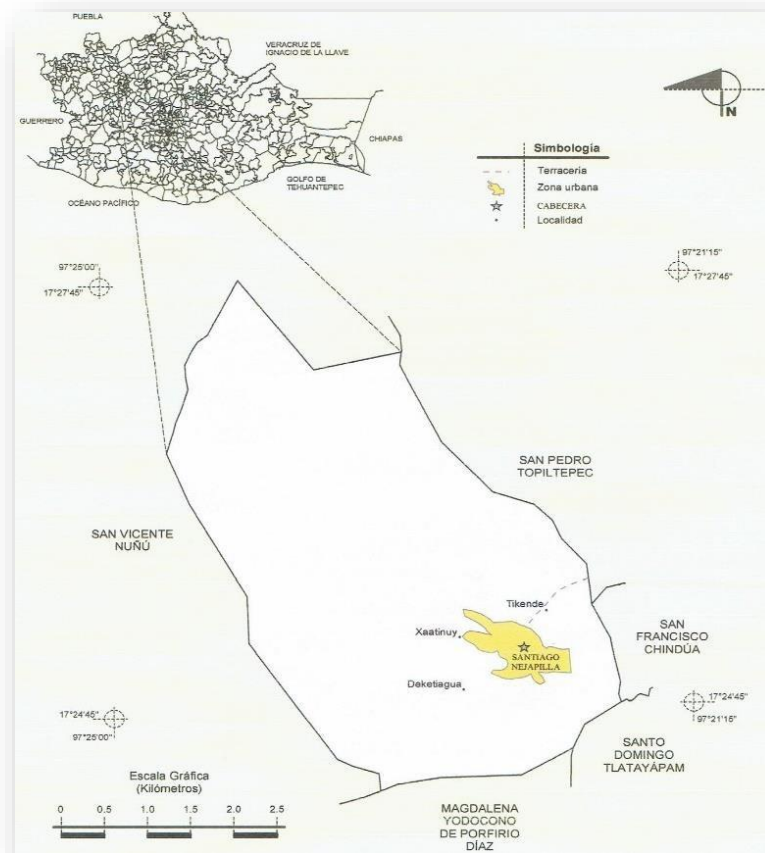 PUEBLA
VERACRUZ DE
IGNACIO DE LA LLAVE
GUERRERO
CHIAPAS
GOLFO DE
TEHUANTEPEC
OCÉANO PACÍFICO
N
Simbología
Terracería
Zona urbana
CABECERA
Localidad
97°25'00"
17°27'45"
97°21'15"
17°27'45"
SAN PEDRO
TOPILTEPEC
SAN VICENTE
NUÑÚ
Tikende
Xaatinuy
SANTIAGO
NEJAPILLA
SAN
FRANCISCO
CHINDÚA
Deketiagua
17°24'45"
97°25'00"
17°24'45"
97°21'15"
SANTO
DOMINGO
TLATAYÁPAM
Escala Gráfica
(Kilómetros)
0 0.5 1.0 1.5 2.0 2.5
MAGDALENA
YODOCONO
DE PORFIRIO
DÍAZ